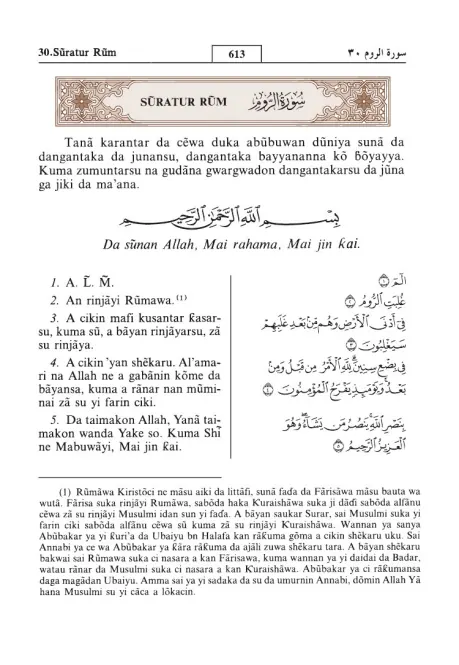 30.Sũratur Rũm
613
سورة الروم ٣٠
SŨRATUR RŨM
سُورَةُ الرُّومِ
Tanã karantar da cẽwa duka abũbuwan dũniya sunã da
dangantaka da junansu, dangantaka bayyananna kõ ɓõyayya.
Kuma zumuntarsu na gudãna gwargwadon dangantakarsu da jũna
ga jiki da ma'ana.
بِسْمِ اللَّهِ الرَّحْمَٰنِ الرَّحِيمِ
Da sũnan Allah, Mai rahama, Mai jin ƙai.
1. A. L̃. M̃.
2. An rinjãyi Rũmawa.(1)
3. A cikin mafi kusantar ƙasar-
su, kuma sũ, a bãyan rinjãyarsu, zã
su rinjãya.
4. A cikin 'yan shẽkaru. Al'ama-
ri na Allah ne a gabãnin kõme da
bãyansa, kuma a rãnar nan mũmi-
nai zã su yi farin ciki.
5. Da taimakon Allah, Yanã tai-
makon wanda Yake so. Kuma Shĩ
ne Mabuwãyi, Mai jin ƙai.
الٓمٓ ١
غُلِبَتِ الرُّومُ ٢
فِىٓ أَدْنَى الْأَرْضِ وَهُم مِّنۢ بَعْدِ غَلَبِهِمْ
سَيَغْلِبُونَ ٣
فِى بِضْعِ سِنِينَ ۗ لِلَّهِ الْأَمْرُ مِن قَبْلُ وَمِنۢ
بَعْدُ ۚ وَيَوْمَئِذٍ يَفْرَحُ الْمُؤْمِنُونَ ٤
بِنَصْرِ اللَّهِ ۚ يَنصُرُ مَن يَشَآءُ ۖ وَهُوَ
الْعَزِيزُ الرَّحِيمُ ٥
(1) Rũmãwa Kiristõci ne mãsu aiki da littãfi, sunã faɗa da Fãrisãwa mãsu bauta wa
wutã. Fãrisa suka rinjãyi Rumãwa, sabõda haka Ƙuraishãwa suka ji dãɗi sabõda alfãnu
cẽwa zã su rinjãyi Musulmi idan sun yi faɗa. A bãyan saukar Surar, sai Musulmi suka yi
farin ciki sabõda alfãnu cẽwa sũ kuma zã su rinjãyi Ƙuraishãwa. Wannan ya sanya
Abũbakar ya yi ƙuri'a da Ubaiyu bn Halafa kan rãƙuma gõma a cikin shẽkaru uku. Sai
Annabi ya ce wa Abũbakar ya ƙãra rãƙuma da ajãli zuwa shẽkaru tara. A bãyan shẽkaru
bakwai sai Rũmawa suka ci nasara a kan Fãrisawa, kuma wannan ya yi daidai da Badar,
watau rãnar da Musulmi suka ci nasara a kan Ƙuraishãwa. Abũbakar ya ci rãƙumansa
daga magãdan Ubaiyu. Amma sai ya yi sadaka da su da umurnin Annabi, dõmin Allah Yã
hana Musulmi su yi cãca a lõkacin.